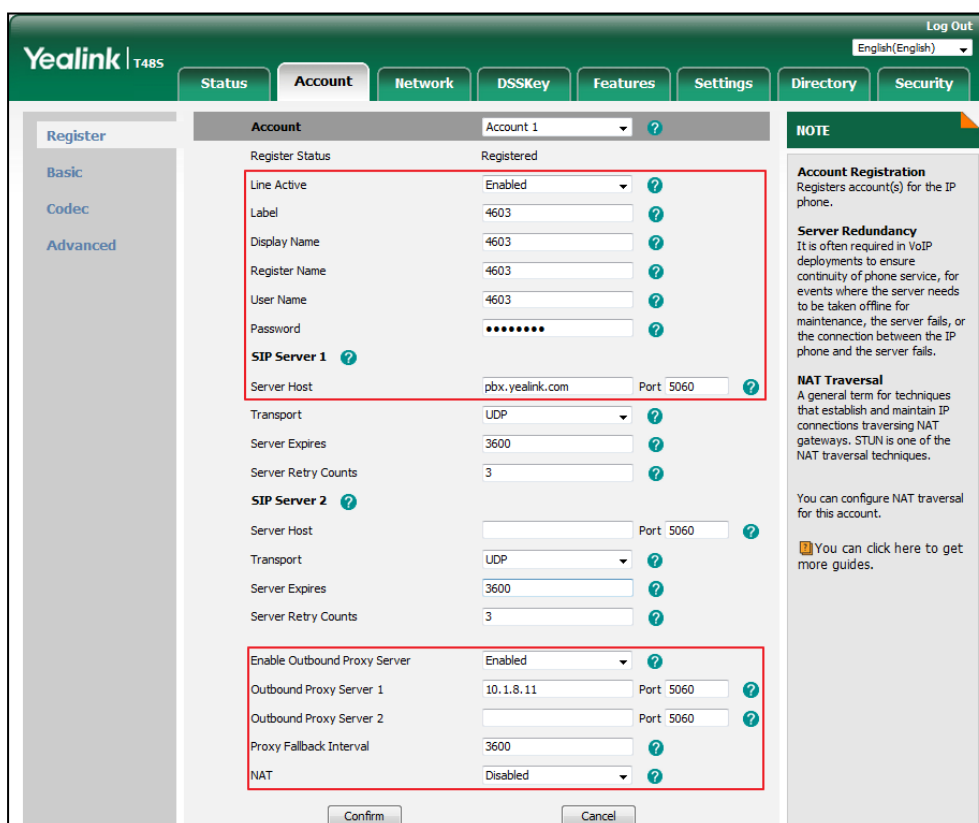 Log Out
English(English)
Yealink T48S
Status Account Network DSSKey Features Settings Directory Security
Register
Basic
Codec
Advanced
Account Account 1 ?
Register Status Registered
Line Active Enabled ?
Label 4603 ?
Display Name 4603 ?
Register Name 4603 ?
User Name 4603 ?
Password •••••••• ?
SIP Server 1 ?
Server Host pbx.yealink.com Port 5060 ?
Transport UDP ?
Server Expires 3600 ?
Server Retry Counts 3 ?
SIP Server 2 ?
Server Host Port 5060 ?
Transport UDP ?
Server Expires 3600 ?
Server Retry Counts 3 ?
Enable Outbound Proxy Server Enabled ?
Outbound Proxy Server 1 10.1.8.11 Port 5060 ?
Outbound Proxy Server 2 Port 5060 ?
Proxy Fallback Interval 3600 ?
NAT Disabled ?
Confirm Cancel
NOTE
Account Registration
Registers account(s) for the IP
phone.
Server Redundancy
It is often required in VoIP
deployments to ensure
continuity of phone service, for
events where the server needs
to be taken offline for
maintenance, the server fails, or
the connection between the IP
phone and the server fails.
NAT Traversal
A general term for techniques
that establish and maintain IP
connections traversing NAT
gateways. STUN is one of the
NAT traversal techniques.
You can configure NAT traversal
for this account.
? You can click here to get
more guides.